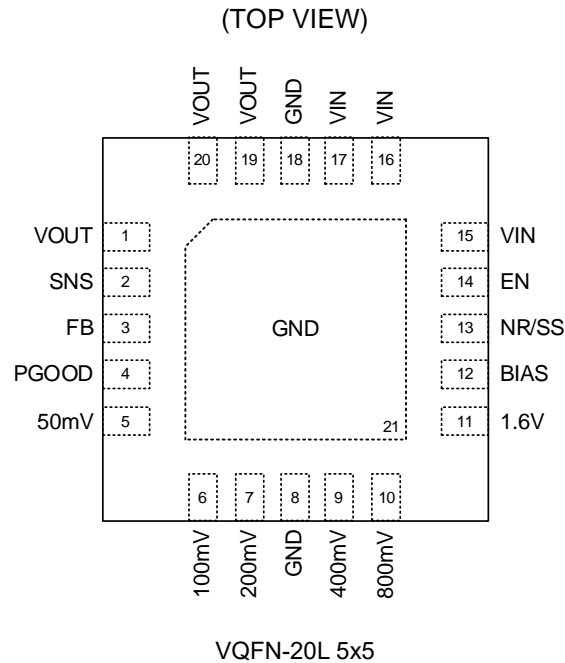 (TOP VIEW)
VOUT
VOUT
GND
VIN
VIN
20
19
18
17
16
VOUT 1
SNS 2
FB 3
PGOOD 4
50mV 5
GND
21
15 VIN
14 EN
13 NR/SS
12 BIAS
11 1.6V
6
7
8
9
10
100mV
200mV
GND
400mV
800mV
VQFN-20L 5x5